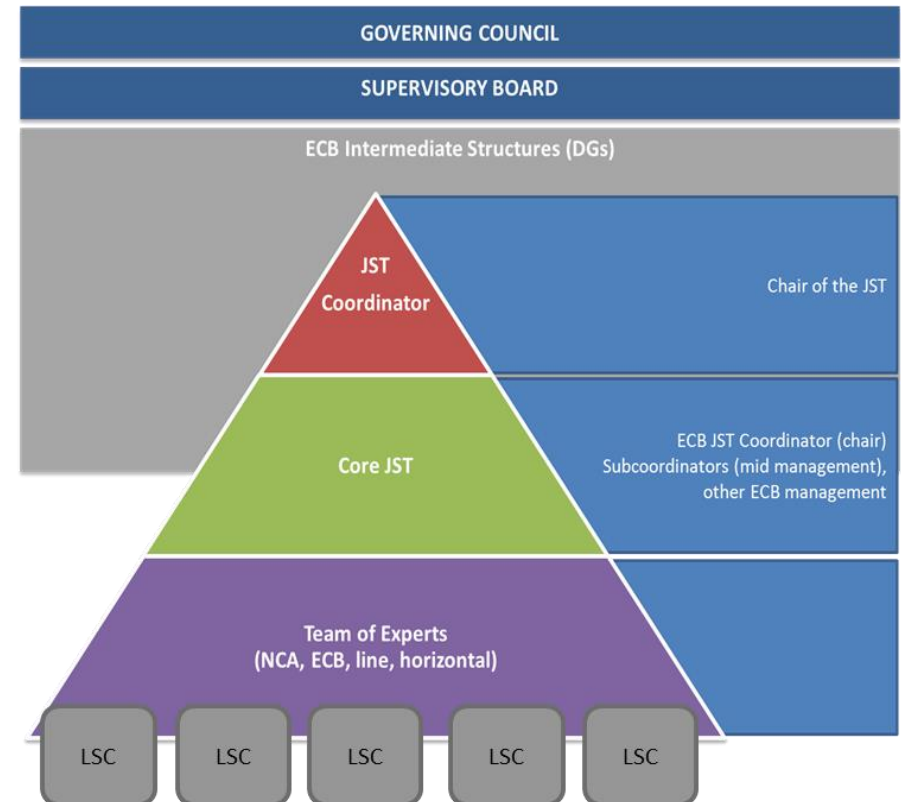 GOVERNING COUNCIL
SUPERVISORY BOARD
ECB Intermediate Structures (DGs)
JST
Coordinator
Chair of the JST
Core JST
ECB JST Coordinator (chair)
Subcoordinators (mid management),
other ECB management
Team of Experts
(NCA, ECB, line, horizontal)
LSC
LSC
LSC
LSC
LSC